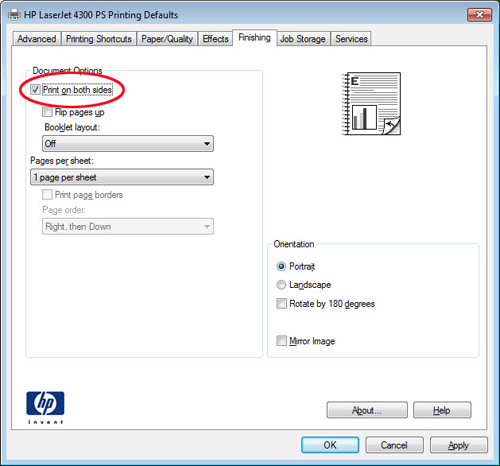 HP LaserJet 4300 PS Printing Defaults
Advanced Printing Shortcuts Paper/Quality Effects Finishing Job Storage Services
Document Options
Print on both sides
Flip pages up
Booklet layout:
Off
Pages per sheet:
1 page per sheet
Print page borders
Page order:
Right, then Down
E
Orientation
Portrait
Landscape
Rotate by 180 degrees
Mirror Image
hp
invent
About... Help
OK Cancel Apply